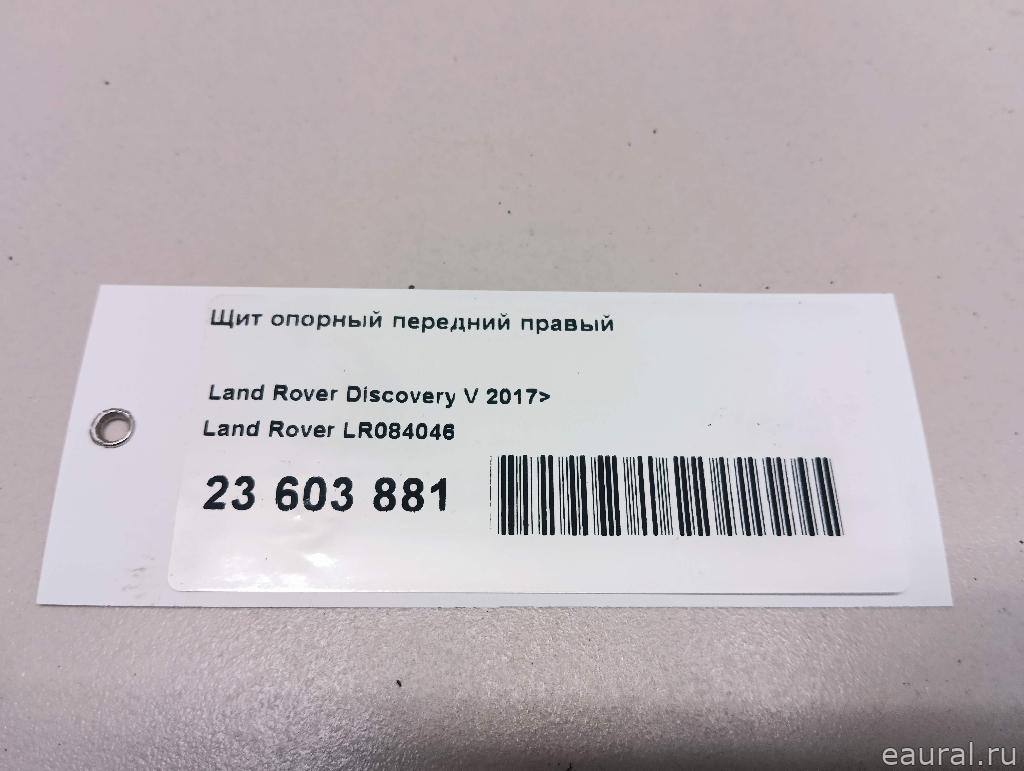 Щит опорный передний правый
Land Rover Discovery V 2017>
Land Rover LR084046
23 603 881
eaural.ru